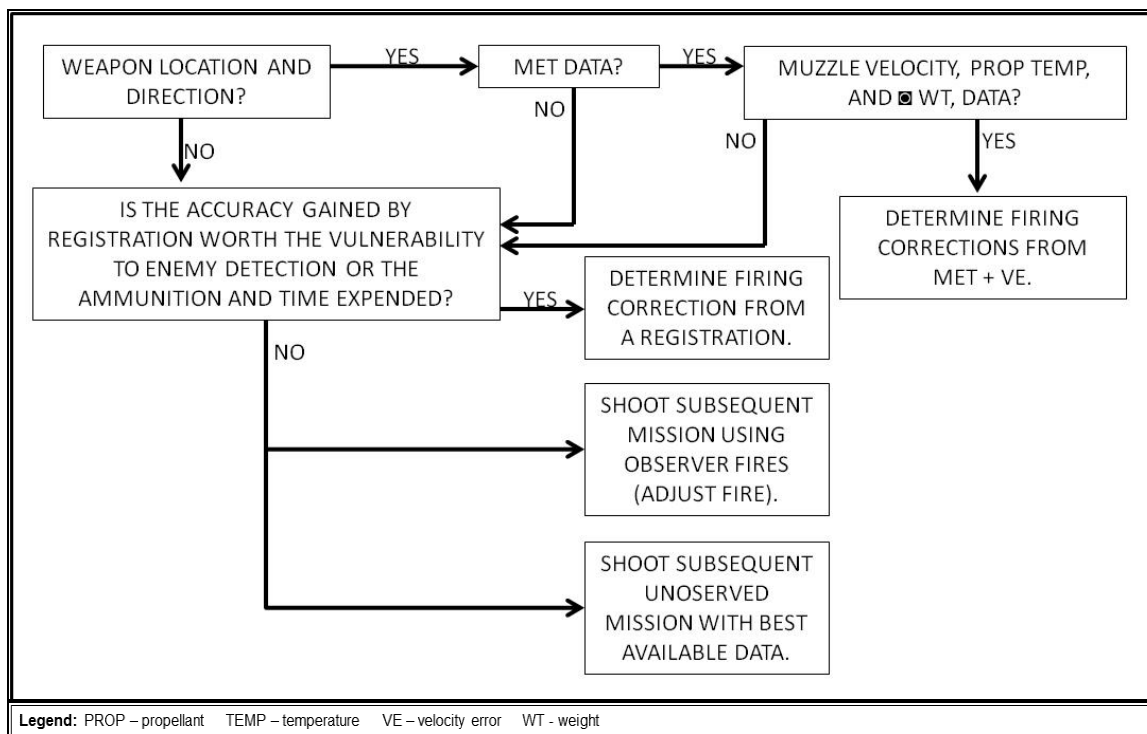 WEAPON LOCATION AND
DIRECTION?
YES
MET DATA?
YES
MUZZLE VELOCITY, PROP TEMP,
AND ◙ WT, DATA?
NO
NO
NO
YES
IS THE ACCURACY GAINED BY
REGISTRATION WORTH THE VULNERABILITY
TO ENEMY DETECTION OR THE
AMMUNITION AND TIME EXPENDED?
DETERMINE FIRING
CORRECTIONS FROM
MET + VE.
YES
DETERMINE FIRING
CORRECTION FROM
A REGISTRATION.
NO
SHOOT SUBSEQUENT
MISSION USING
OBSERVER FIRES
(ADJUST FIRE).
SHOOT SUBSEQUENT
UNOSERVED
MISSION WITH BEST
AVAILABLE DATA.
Legend: PROP – propellant TEMP – temperature VE – velocity error WT - weight